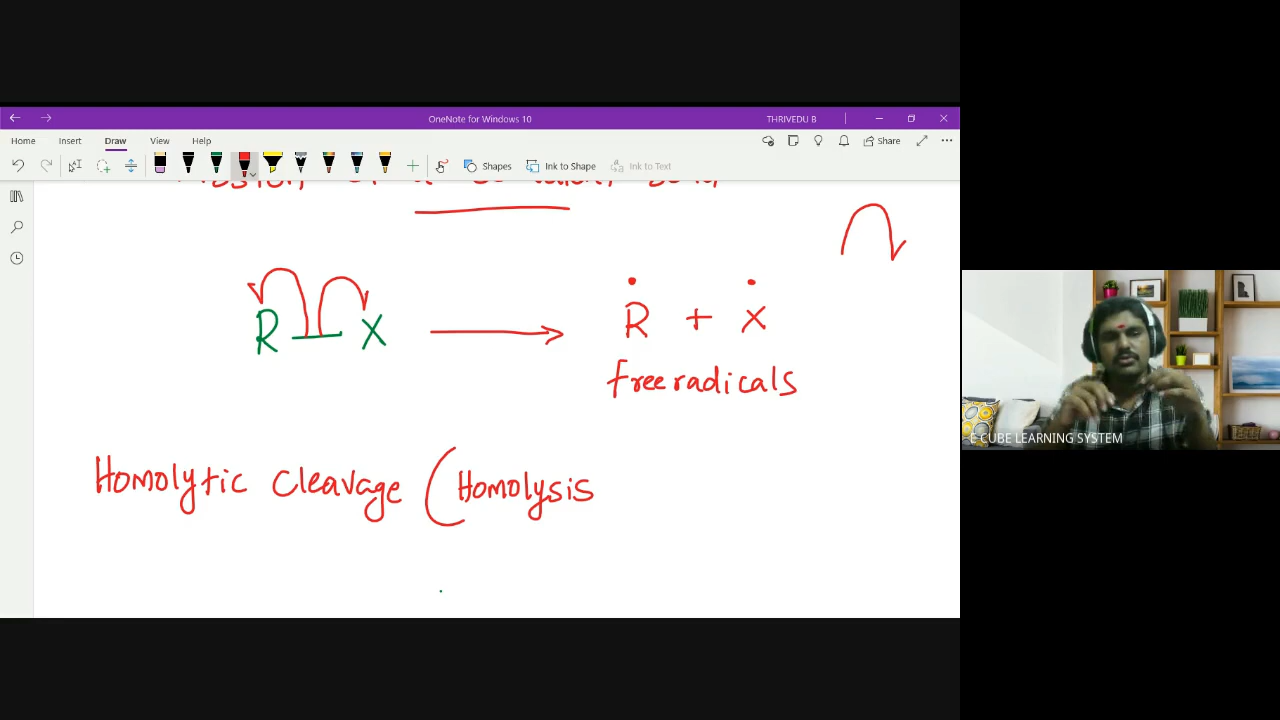 OneNote for Windows 10
THRIVEDU B
Home Insert Draw View Help
Share
Shapes Ink to Shape Ink to Text
R — X → Ṙ + Ẋ
free radicals
Homolytic Cleavage (Homolysis
E CUBE LEARNING SYSTEM